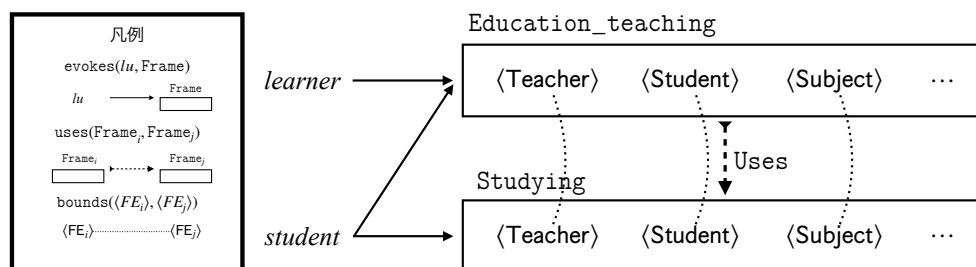 凡例
evokes(lu, Frame)
lu Frame
uses(Frame_i, Frame_j)
Frame_i Frame_j
bounds(⟨FE_i⟩, ⟨FE_j⟩)
⟨FE_i⟩ ⟨FE_j⟩
Education_teaching
learner ⟨Teacher⟩ ⟨Student⟩ ⟨Subject⟩ ⋯
Uses
Studying
student ⟨Teacher⟩ ⟨Student⟩ ⟨Subject⟩ ⋯